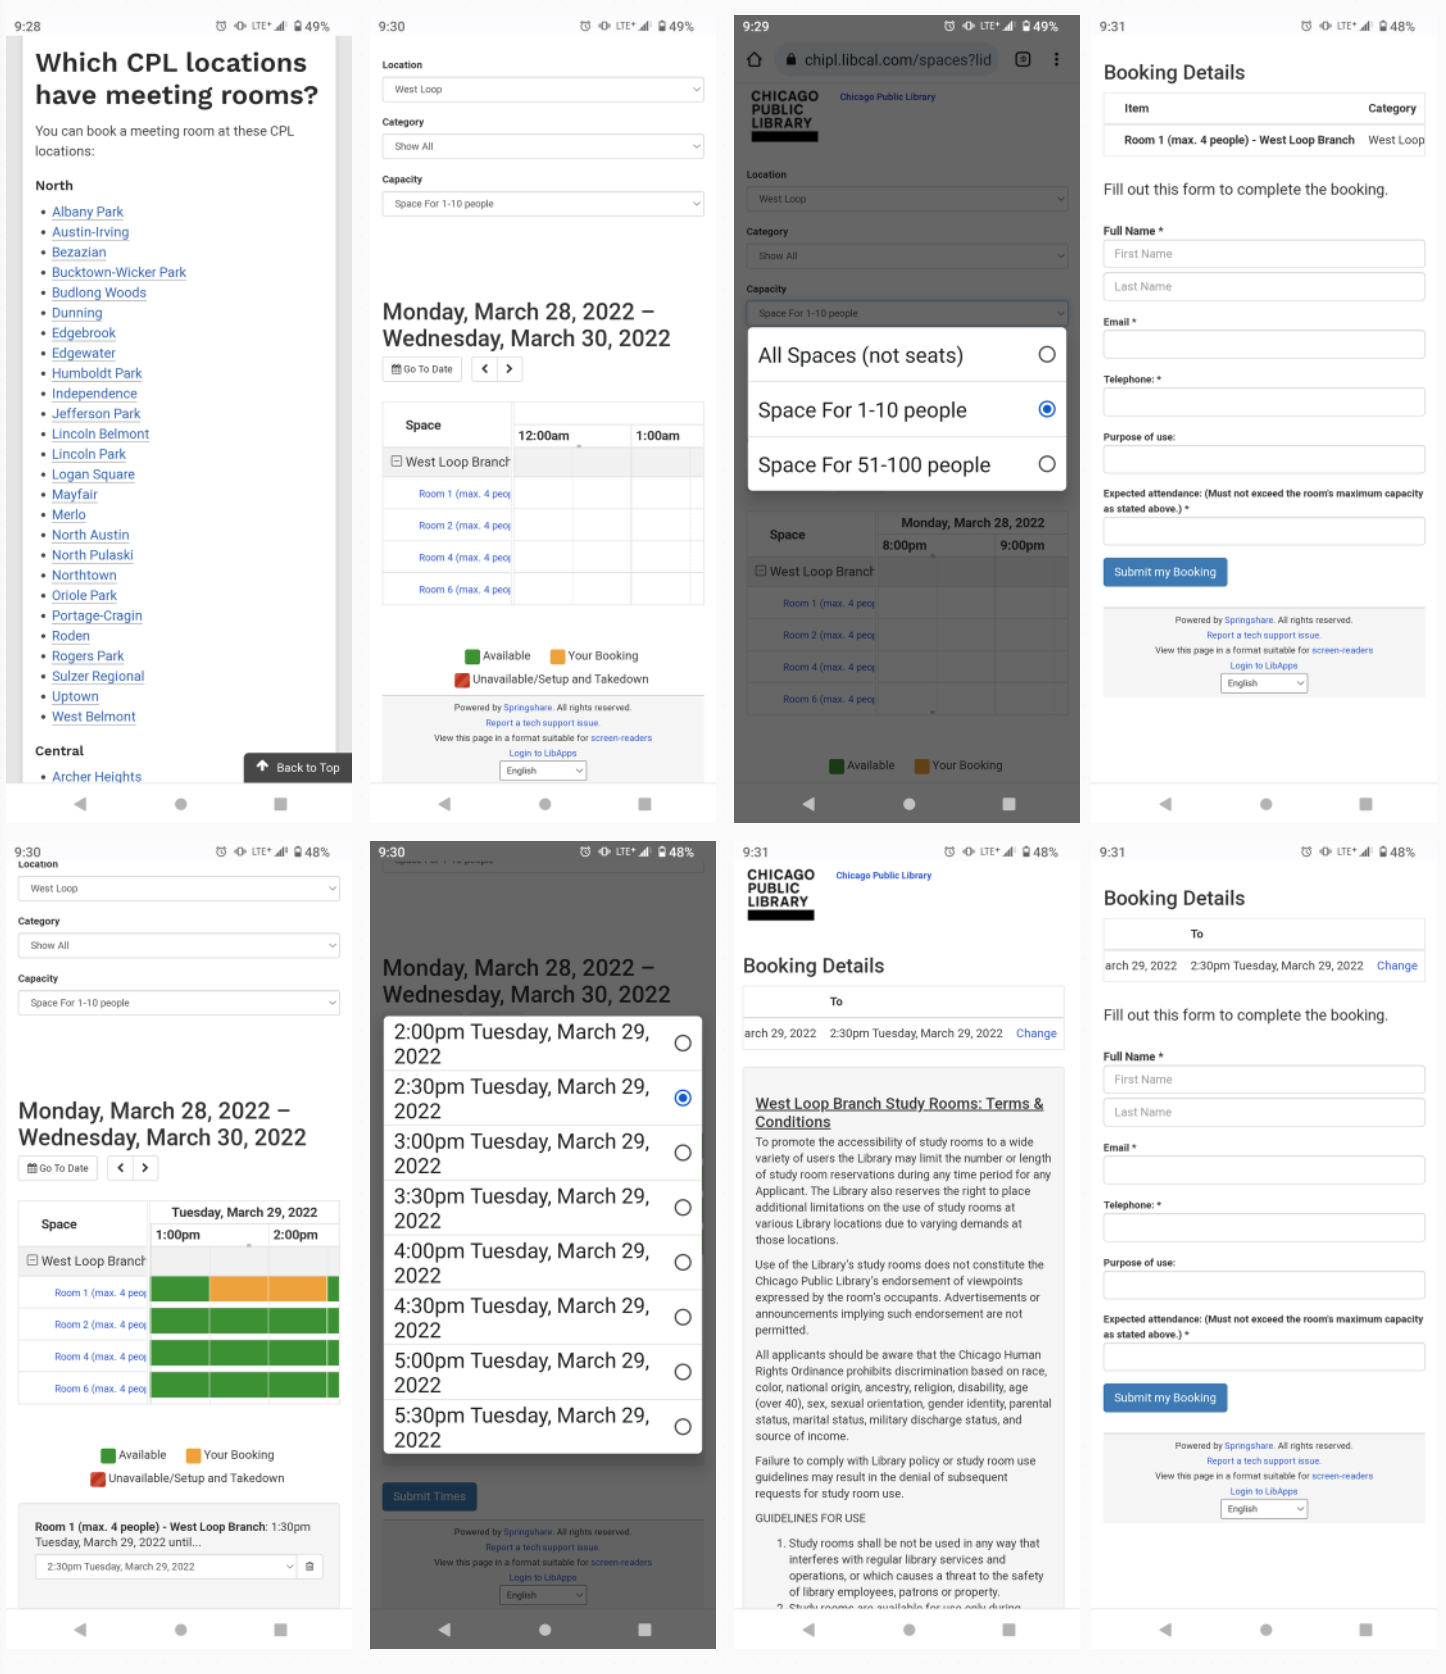 9:28
LTE+
49%
Which CPL locations
have meeting rooms?
You can book a meeting room at these CPL
locations:
North
• Albany Park
• Austin-Irving
• Bezazian
• Bucktown-Wicker Park
• Budlong Woods
• Dunning
• Edgebrook
• Edgewater
• Humboldt Park
• Independence
• Jefferson Park
• Lincoln Belmont
• Lincoln Park
• Logan Square
• Mayfair
• Merlo
• North Austin
• North Pulaski
• Northtown
• Oriole Park
• Portage-Cragin
• Roden
• Rogers Park
• Sulzer Regional
• Uptown
• West Belmont
Central
• Archer Heights
Back to Top
9:30
LTE+
49%
Location
West Loop
Category
Show All
Capacity
Space For 1-10 people
Monday, March 28, 2022 –
Wednesday, March 30, 2022
Go To Date
Space
12:00am
1:00am
West Loop Branch
Room 1 (max. 4 peop
Room 2 (max. 4 peop
Room 4 (max. 4 peop
Room 6 (max. 4 peop
Available
Your Booking
Unavailable/Setup and Takedown
Powered by Springshare. All rights reserved.
Report a tech support issue.
View this page in a format suitable for screen-readers
Login to LibApps
English
9:29
LTE+
49%
chipl.libcal.com/spaces?lid
CHICAGO
PUBLIC
LIBRARY
Chicago Public Library
Location
West Loop
Category
Show All
Capacity
Space For 1-10 people
All Spaces (not seats)
Space For 1-10 people
Space For 51-100 people
Space
Monday, March 28, 2022
8:00pm
9:00pm
West Loop Branch
Room 1 (max. 4 peop
Room 2 (max. 4 peop
Room 4 (max. 4 peop
Room 6 (max. 4 peop
Available
Your Booking
9:31
LTE+
48%
Booking Details
Item
Category
Room 1 (max. 4 people) - West Loop Branch
West Loop
Fill out this form to complete the booking.
Full Name *
First Name
Last Name
Email *
Telephone: *
Purpose of use:
Expected attendance: (Must not exceed the room's maximum capacity
as stated above.) *
Submit my Booking
Powered by Springshare. All rights reserved.
Report a tech support issue.
View this page in a format suitable for screen-readers
Login to LibApps
English
9:30
LTE+
48%
Location
West Loop
Category
Show All
Capacity
Space For 1-10 people
Monday, March 28, 2022 –
Wednesday, March 30, 2022
Go To Date
Space
Tuesday, March 29, 2022
1:00pm
2:00pm
West Loop Branch
Room 1 (max. 4 peop
Room 2 (max. 4 peop
Room 4 (max. 4 peop
Room 6 (max. 4 peop
Available
Your Booking
Unavailable/Setup and Takedown
Room 1 (max. 4 people) - West Loop Branch: 1:30pm
Tuesday, March 29, 2022 until...
2:30pm Tuesday, March 29, 2022
9:30
LTE+
48%
Space For 1-10 people
Monday, March 28, 2022 –
Wednesday, March 30, 2022
2:00pm Tuesday, March 29,
2022
2:30pm Tuesday, March 29,
2022
3:00pm Tuesday, March 29,
2022
3:30pm Tuesday, March 29,
2022
4:00pm Tuesday, March 29,
2022
4:30pm Tuesday, March 29,
2022
5:00pm Tuesday, March 29,
2022
5:30pm Tuesday, March 29,
2022
Submit Times
Powered by Springshare. All rights reserved.
Report a tech support issue.
View this page in a format suitable for screen-readers
Login to LibApps
English
9:31
LTE+
48%
CHICAGO
PUBLIC
LIBRARY
Chicago Public Library
Booking Details
To
arch 29, 2022
2:30pm Tuesday, March 29, 2022
Change
West Loop Branch Study Rooms: Terms &
Conditions
To promote the accessibility of study rooms to a wide
variety of users the Library may limit the number or length
of study room reservations during any time period for any
Applicant. The Library also reserves the right to place
additional limitations on the use of study rooms at
various Library locations due to varying demands at
those locations.
Use of the Library's study rooms does not constitute the
Chicago Public Library's endorsement of viewpoints
expressed by the room's occupants. Advertisements or
announcements implying such endorsement are not
permitted.
All applicants should be aware that the Chicago Human
Rights Ordinance prohibits discrimination based on race,
color, national origin, ancestry, religion, disability, age
(over 40), sex, sexual orientation, gender identity, parental
status, marital status, military discharge status, and
source of income.
Failure to comply with Library policy or study room use
guidelines may result in the denial of subsequent
requests for study room use.
GUIDELINES FOR USE
1. Study rooms shall be not be used in any way that
interferes with regular library services and
operations, or which causes a threat to the safety
of library employees, patrons or property.
2. Study rooms are available for use only during
9:31
LTE+
48%
Booking Details
To
arch 29, 2022
2:30pm Tuesday, March 29, 2022
Change
Fill out this form to complete the booking.
Full Name *
First Name
Last Name
Email *
Telephone: *
Purpose of use:
Expected attendance: (Must not exceed the room's maximum capacity
as stated above.) *
Submit my Booking
Powered by Springshare. All rights reserved.
Report a tech support issue.
View this page in a format suitable for screen-readers
Login to LibApps
English